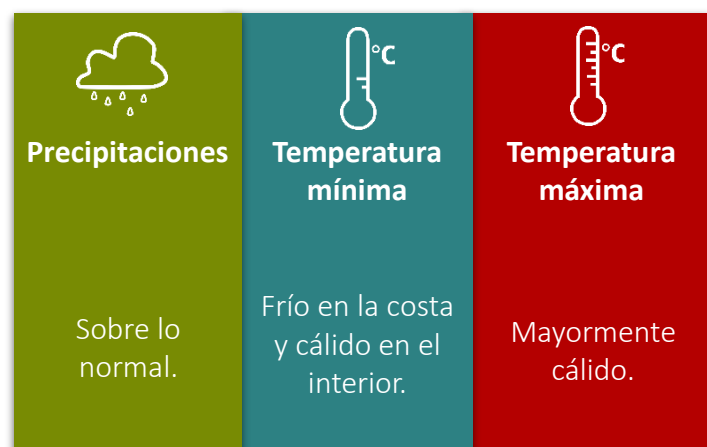 Precipitaciones
Sobre lo
normal.
°C
Temperatura
mínima
Frío en la costa
y cálido en el
interior.
°C
Temperatura
máxima
Mayormente
cálido.